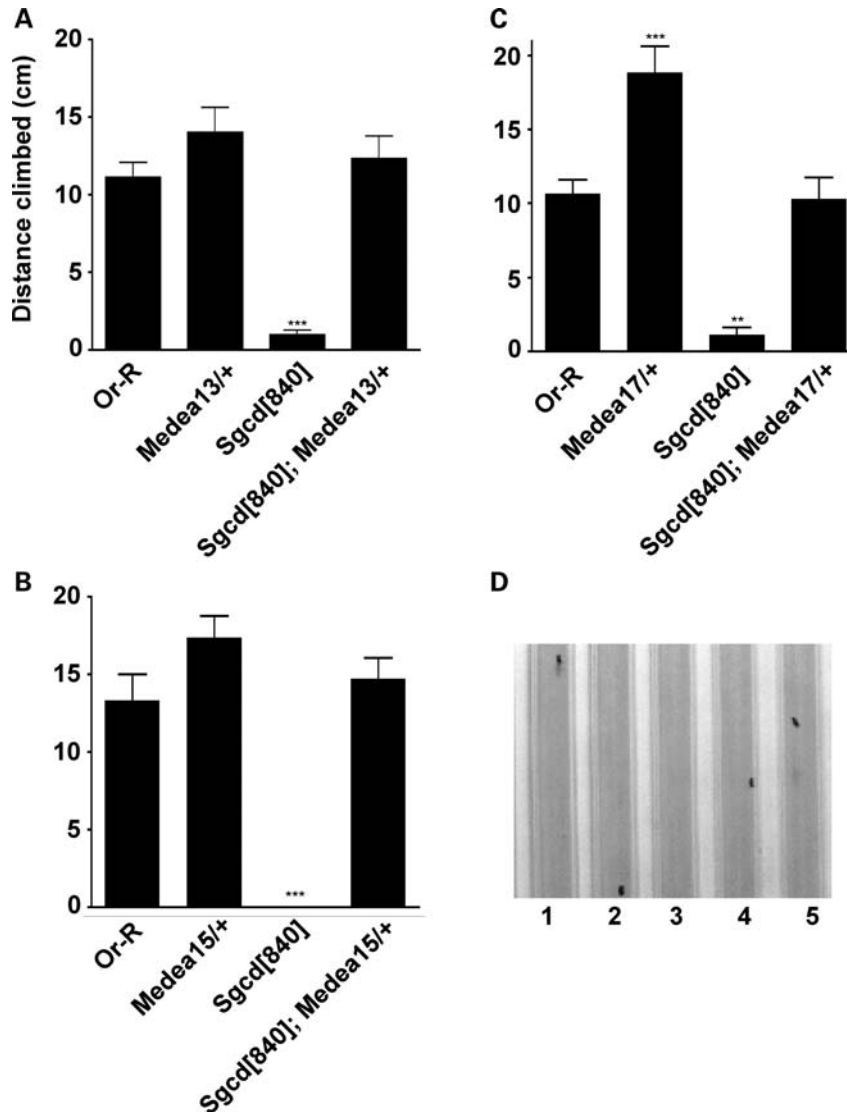 A
Distance climbed (cm)
20
15
10
5
0
Or-R
Medea13/+
Sgcd[840]
***
Sgcd[840]; Medea13/+
C
20
15
10
5
0
***
**
Or-R
Medea17/+
Sgcd[840]
Sgcd[840]; Medea17/+
B
20
15
10
5
0
***
Or-R
Medea15/+
Sgcd[840]
Sgcd[840]; Medea15/+
D
1 2 3 4 5